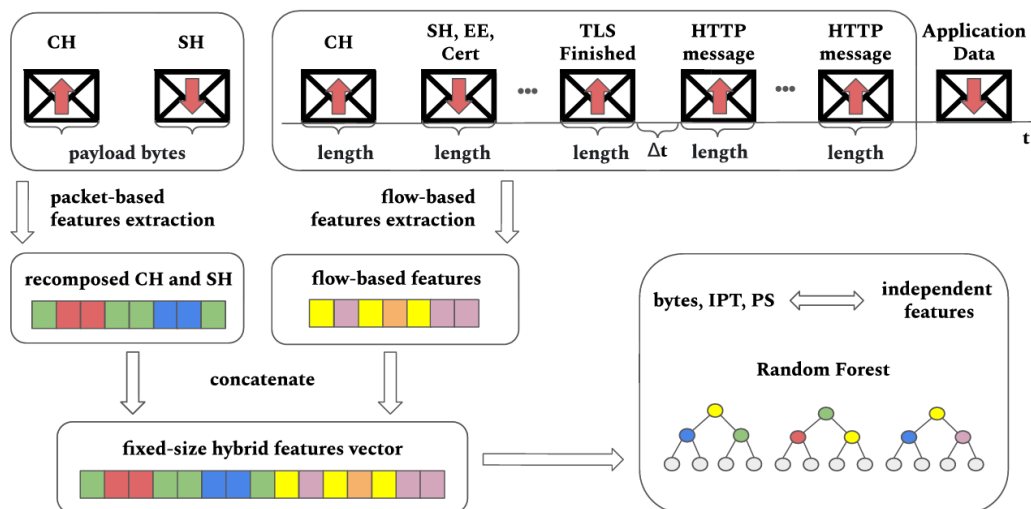 CH
SH
payload bytes
CH
SH, EE,
Cert
...
TLS
Finished
HTTP
message
...
HTTP
message
Application
Data
length
length
length
Δt
length
length
t
packet-based
features extraction
flow-based
features extraction
recomposed CH and SH
flow-based features
concatenate
fixed-size hybrid features vector
bytes, IPT, PS
independent
features
Random Forest